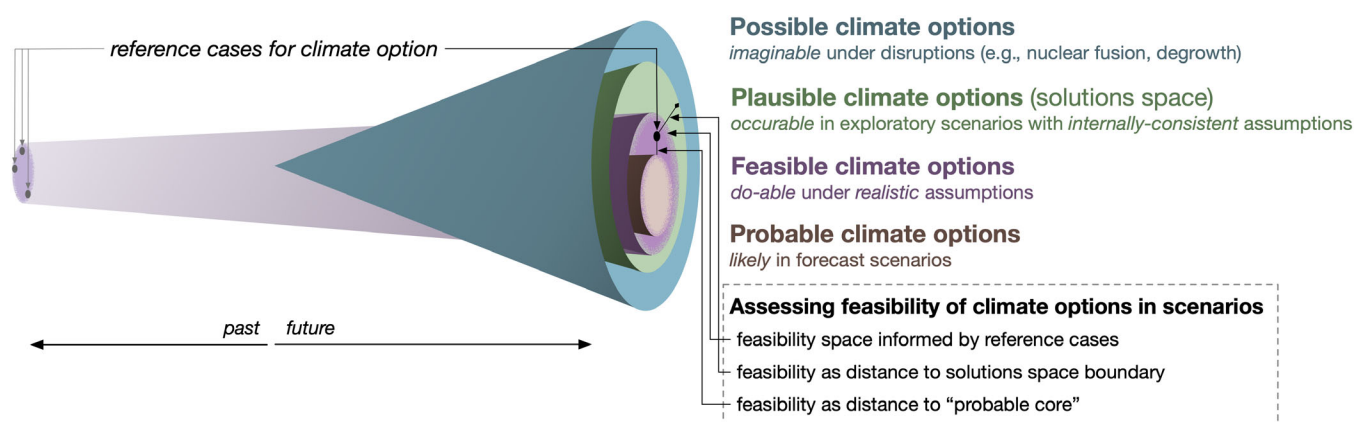 reference cases for climate option
past future
Possible climate options
imaginable under disruptions (e.g., nuclear fusion, degrowth)
Plausible climate options (solutions space)
occurable in exploratory scenarios with internally-consistent assumptions
Feasible climate options
do-able under realistic assumptions
Probable climate options
likely in forecast scenarios
Assessing feasibility of climate options in scenarios
feasibility space informed by reference cases
feasibility as distance to solutions space boundary
feasibility as distance to “probable core”